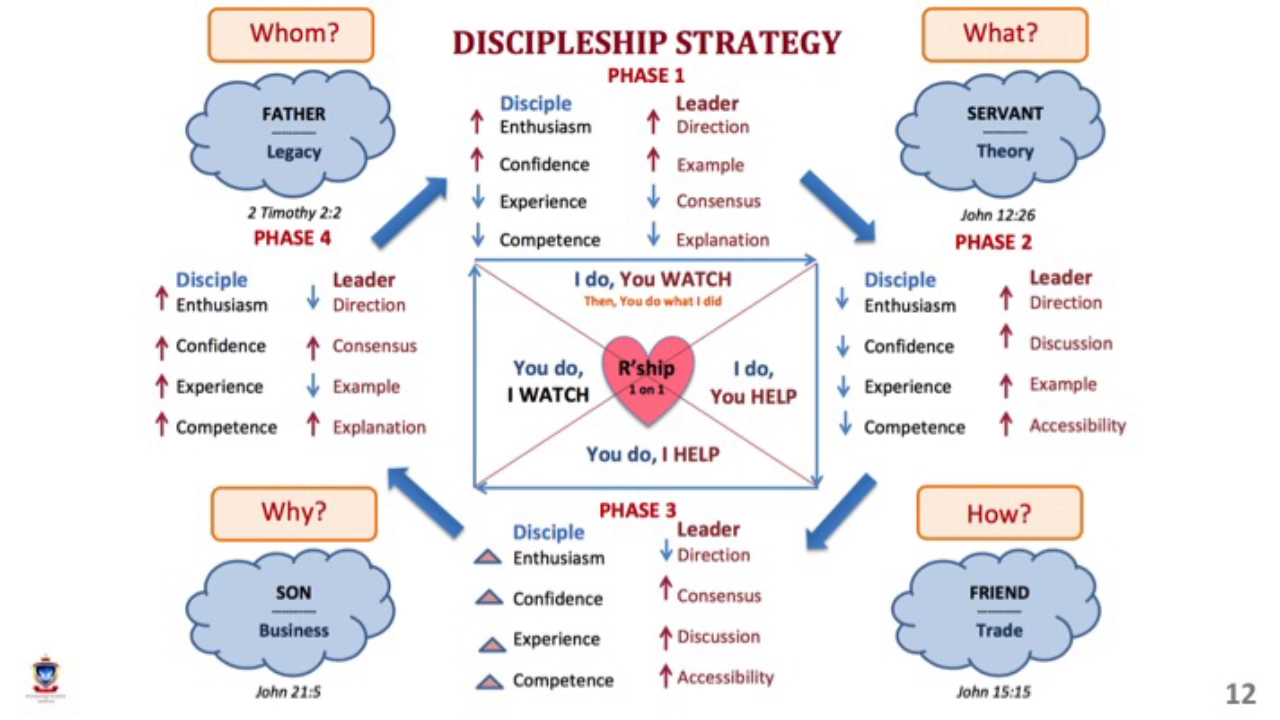 DISCIPLESHIP STRATEGY
Whom?
FATHER
Legacy
2 Timothy 2:2
What?
SERVANT
Theory
John 12:26
PHASE 1
Disciple Leader
Enthusiasm Direction
Confidence Example
Experience Consensus
Competence Explanation
PHASE 2
Disciple Leader
Enthusiasm Direction
Confidence Discussion
Experience Example
Competence Accessibility
PHASE 4
Disciple Leader
Enthusiasm Direction
Confidence Consensus
Experience Example
Competence Explanation
I do, You WATCH
Then, You do what I did
You do,
I WATCH
R'ship
1 on 1
I do,
You HELP
You do, I HELP
PHASE 3
Disciple Leader
Enthusiasm Direction
Confidence Consensus
Experience Discussion
Competence Accessibility
Why?
SON
Business
John 21:5
How?
FRIEND
Trade
John 15:15
12